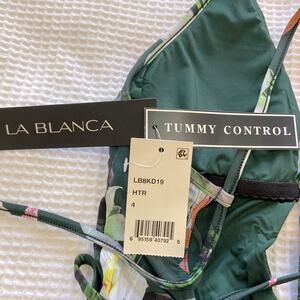 LA BLANCA
TUMMY CONTROL
LB8KD19
HTR
4
6 95159 40792 5